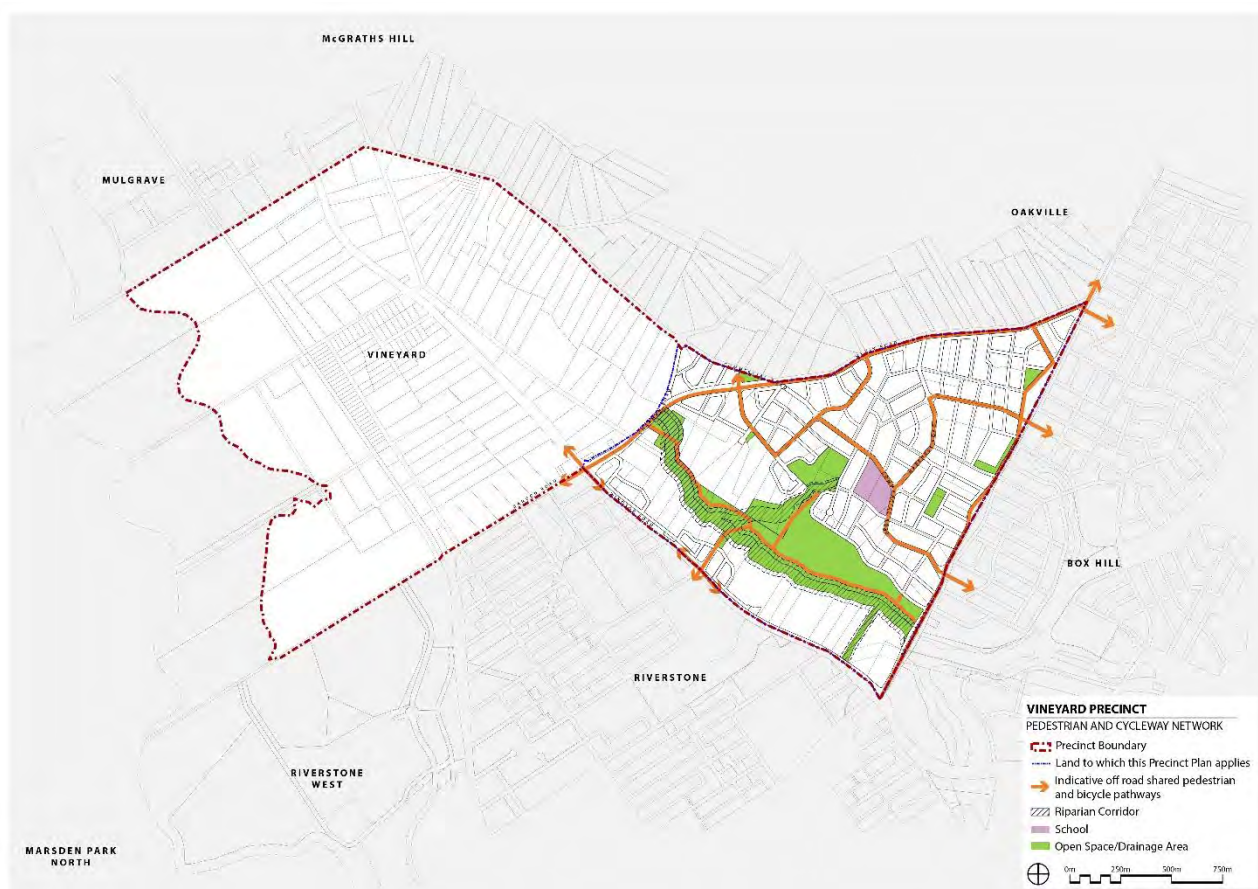 McGRATHS HILL
MULGRAVE
OAKVILLE
VINEYARD
BOX HILL
RIVERSTONE
RIVERSTONE
WEST
MARSDEN PARK
NORTH
VINEYARD PRECINCT
PEDESTRIAN AND CYCLEWAY NETWORK
Precinct Boundary
Land to which this Precinct Plan applies
Indicative off road shared pedestrian
and bicycle pathways
Riparian Corridor
School
Open Space/Drainage Area
0m 250m 500m 750m